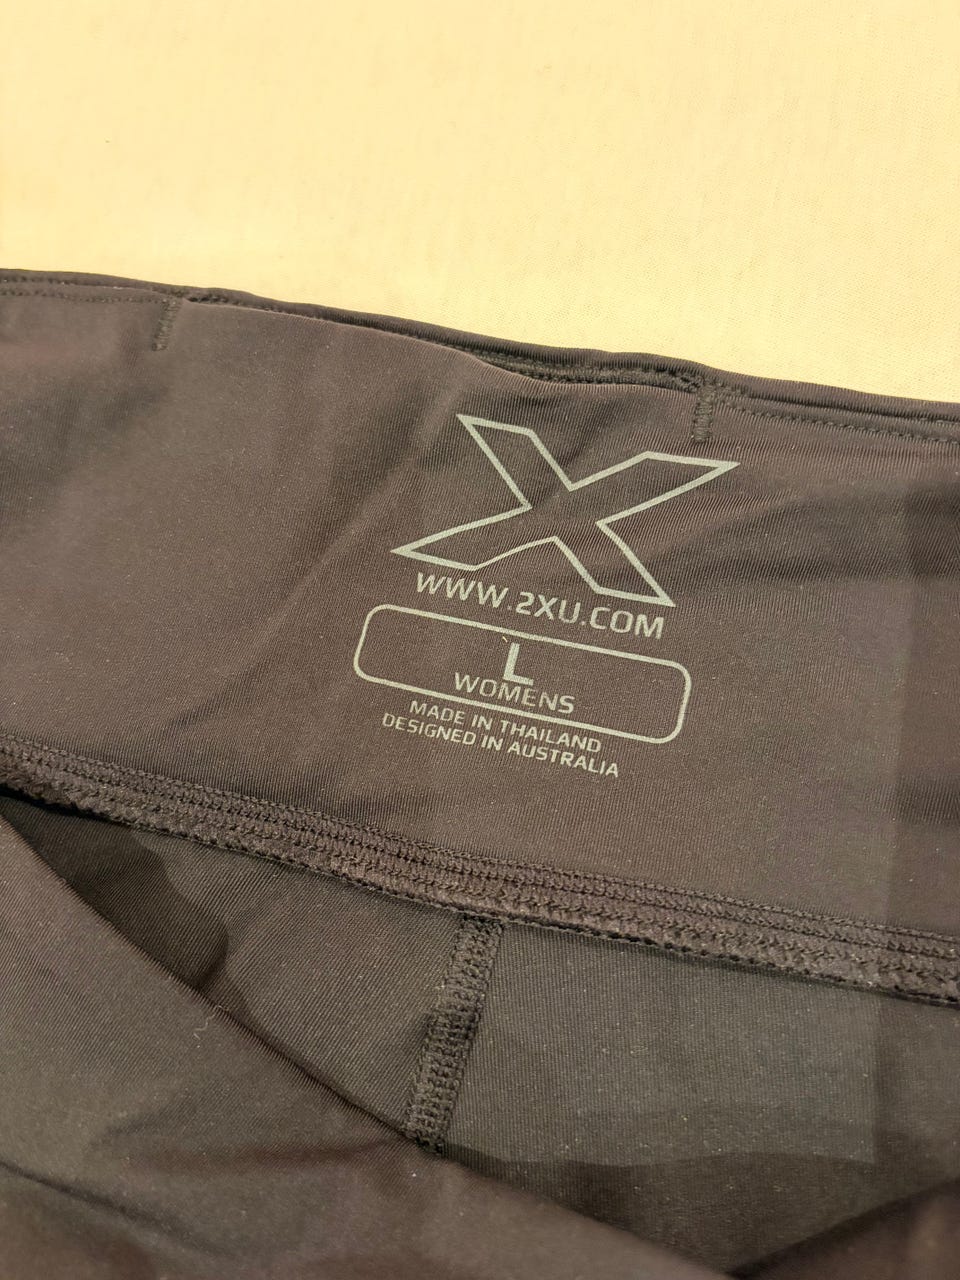 X
WWW.2XU.COM
L
WOMENS
MADE IN THAILAND
DESIGNED IN AUSTRALIA